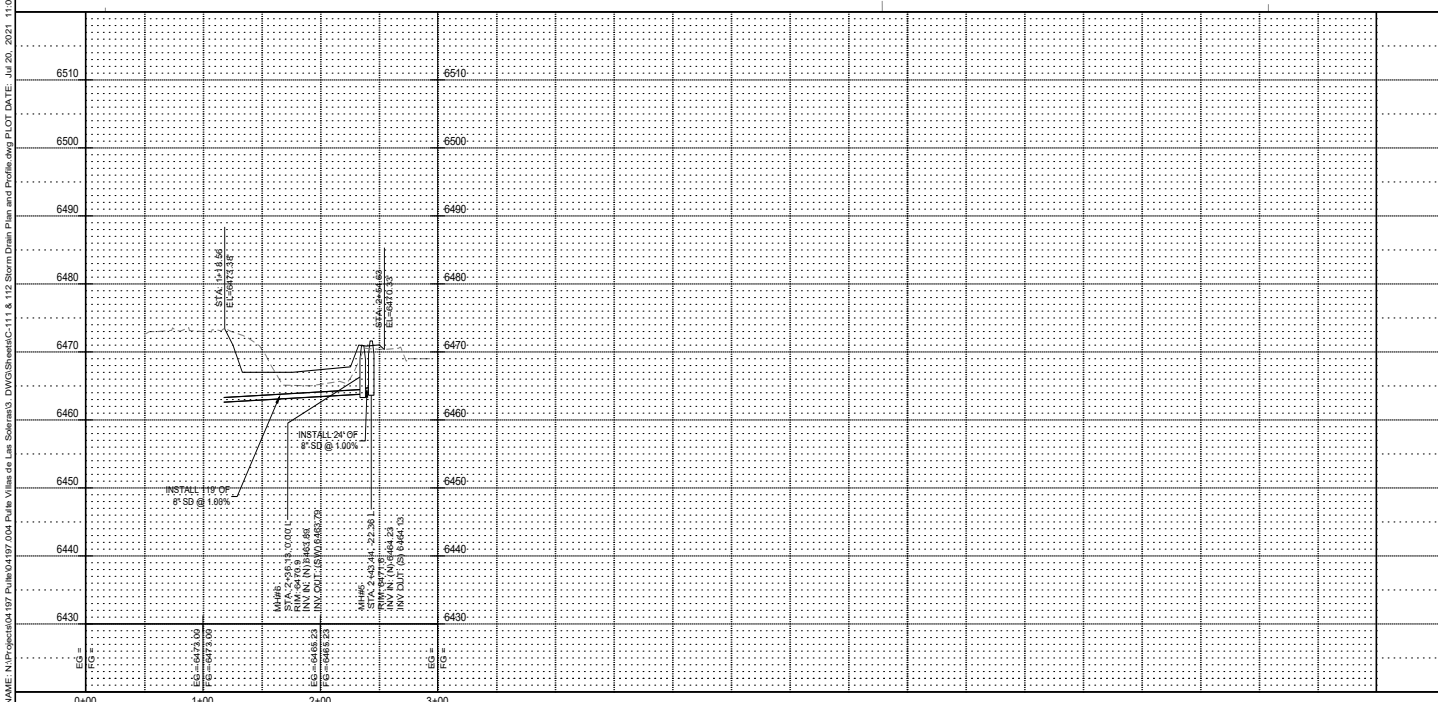 NAME: N:\Projects\04197 Pulte\04197.004 Pulte Villas de Las Soleras\3. DWG\Sheets\C-111 & 112 Storm Drain Plan and Profile.dwg PLOT DATE: Jul 20, 2021 11:0
6510 6510
6500 6500
6490 6490
6480 6480
6470 6470
6460 6460
6450 6450
6440 6440
6430 6430
STA: 1+18.56
EL=6473.38'
STA: 2+54.63
EL=6470.33'
INSTALL 24' OF
8" SD @ 1.00%
INSTALL 119' OF
8" SD @ 1.00%
MH#6
STA. 2+36.13, 0.00 L
RIM: 6470.9
INV IN: (N) 6463.89
INV OUT: (SW) 6463.79
MH#5
STA. 2+43.44, -22.36 L
RIM: 6471.6
INV IN: (N) 6464.23
INV OUT: (S) 6464.13
EG =
FG =
EG = 6473.00
FG = 6473.00
EG = 6465.23
FG = 6465.23
EG =
FG =
0+00 1+00 2+00 3+00